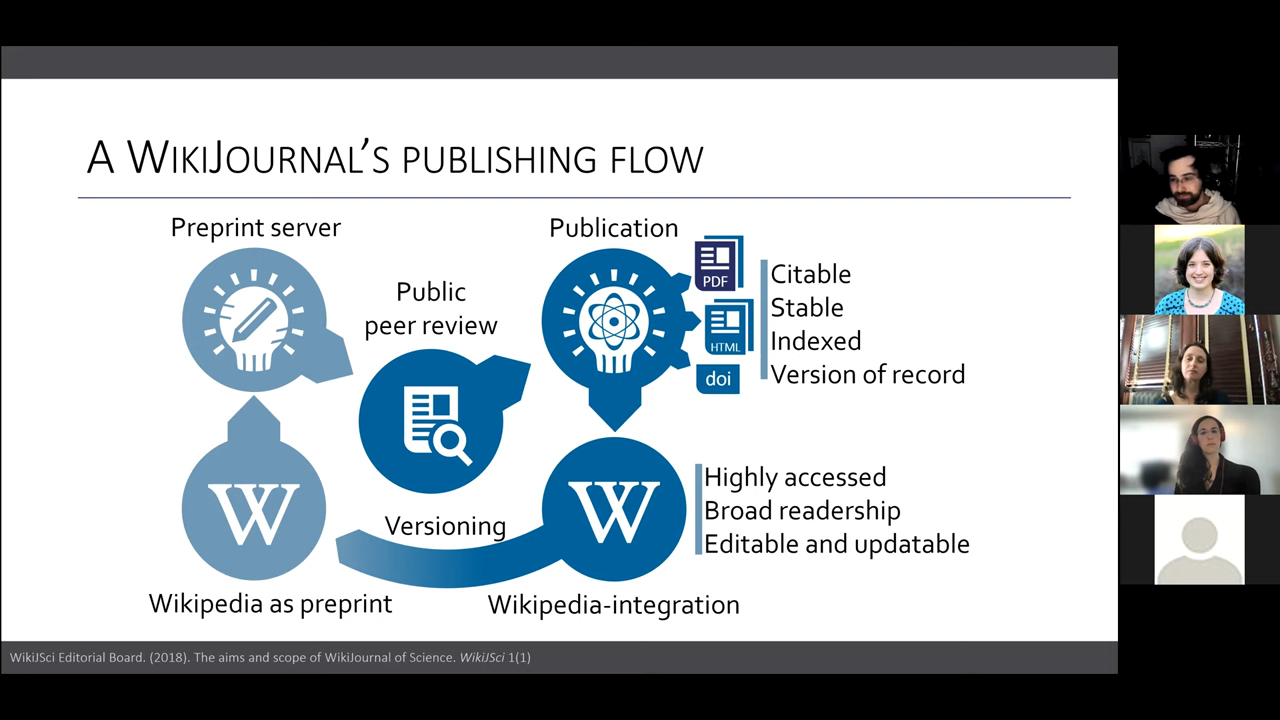 A WIKIJOURNAL’S PUBLISHING FLOW
Preprint server
Publication
Public
peer review
PDF
HTML
doi
Citable
Stable
Indexed
Version of record
W
W
Highly accessed
Broad readership
Editable and updatable
Versioning
Wikipedia as preprint
Wikipedia-integration
WikiJSci Editorial Board. (2018). The aims and scope of WikiJournal of Science. WikiJSci 1(1)